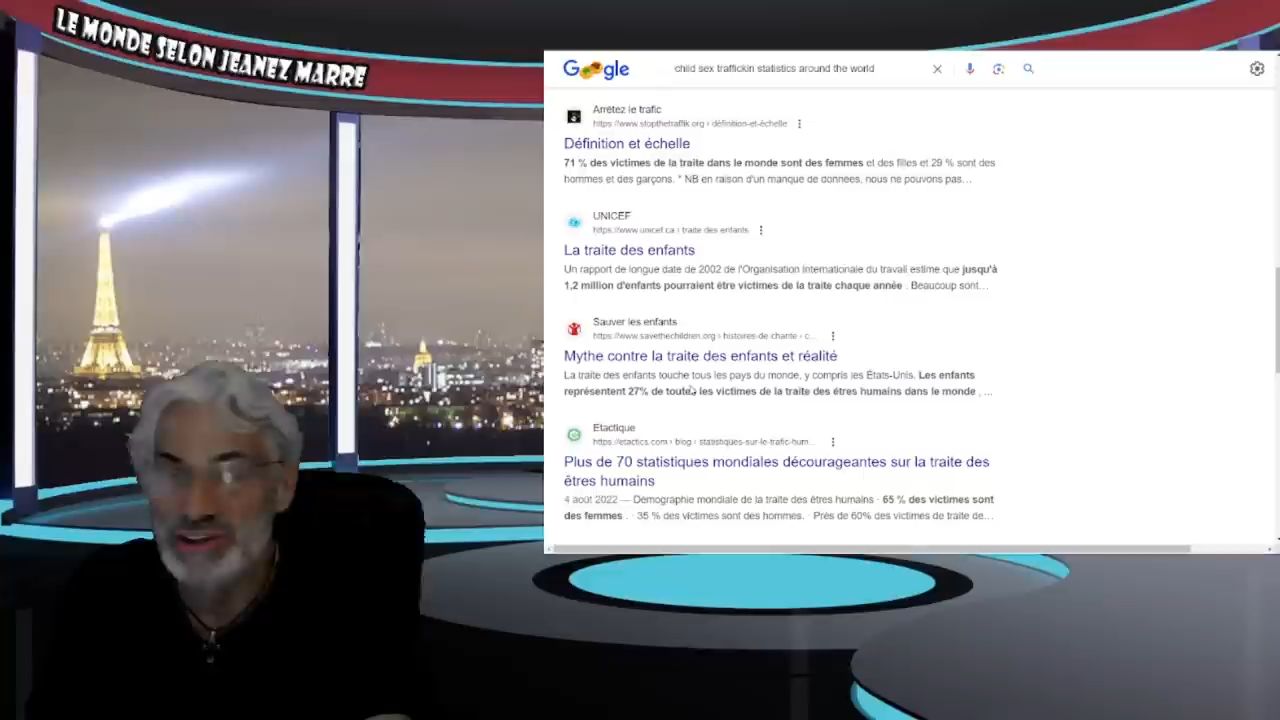 LE MONDE SELON JEANEZ MARRE
Google
child sex traffickin statistics around the world
Arrêtez le trafic
https://www.stopthetraffik.org › définition-et-échelle
Définition et échelle
71 % des victimes de la traite dans le monde sont des femmes et des filles et 29 % sont des
hommes et des garçons. * NB en raison d'un manque de données, nous ne pouvons pas…
UNICEF
https://www.unicef.ca › traite des enfants
La traite des enfants
Un rapport de longue date de 2002 de l'Organisation internationale du travail estime que jusqu'à
1,2 million d'enfants pourraient être victimes de la traite chaque année . Beaucoup sont…
Sauver les enfants
https://www.savethechildren.org › histoires-de-charite › c...
Mythe contre la traite des enfants et réalité
La traite des enfants touche tous les pays du monde, y compris les États-Unis. Les enfants
représentent 27% de toutes les victimes de la traite des êtres humains dans le monde , …
Etactique
https://etactics.com › blog › statistiques-sur-le-trafic-hum...
Plus de 70 statistiques mondiales décourageantes sur la traite des
êtres humains
4 août 2022 — Démographie mondiale de la traite des êtres humains · 65 % des victimes sont
des femmes . · 35 % des victimes sont des hommes. · Près de 60% des victimes de traite de…